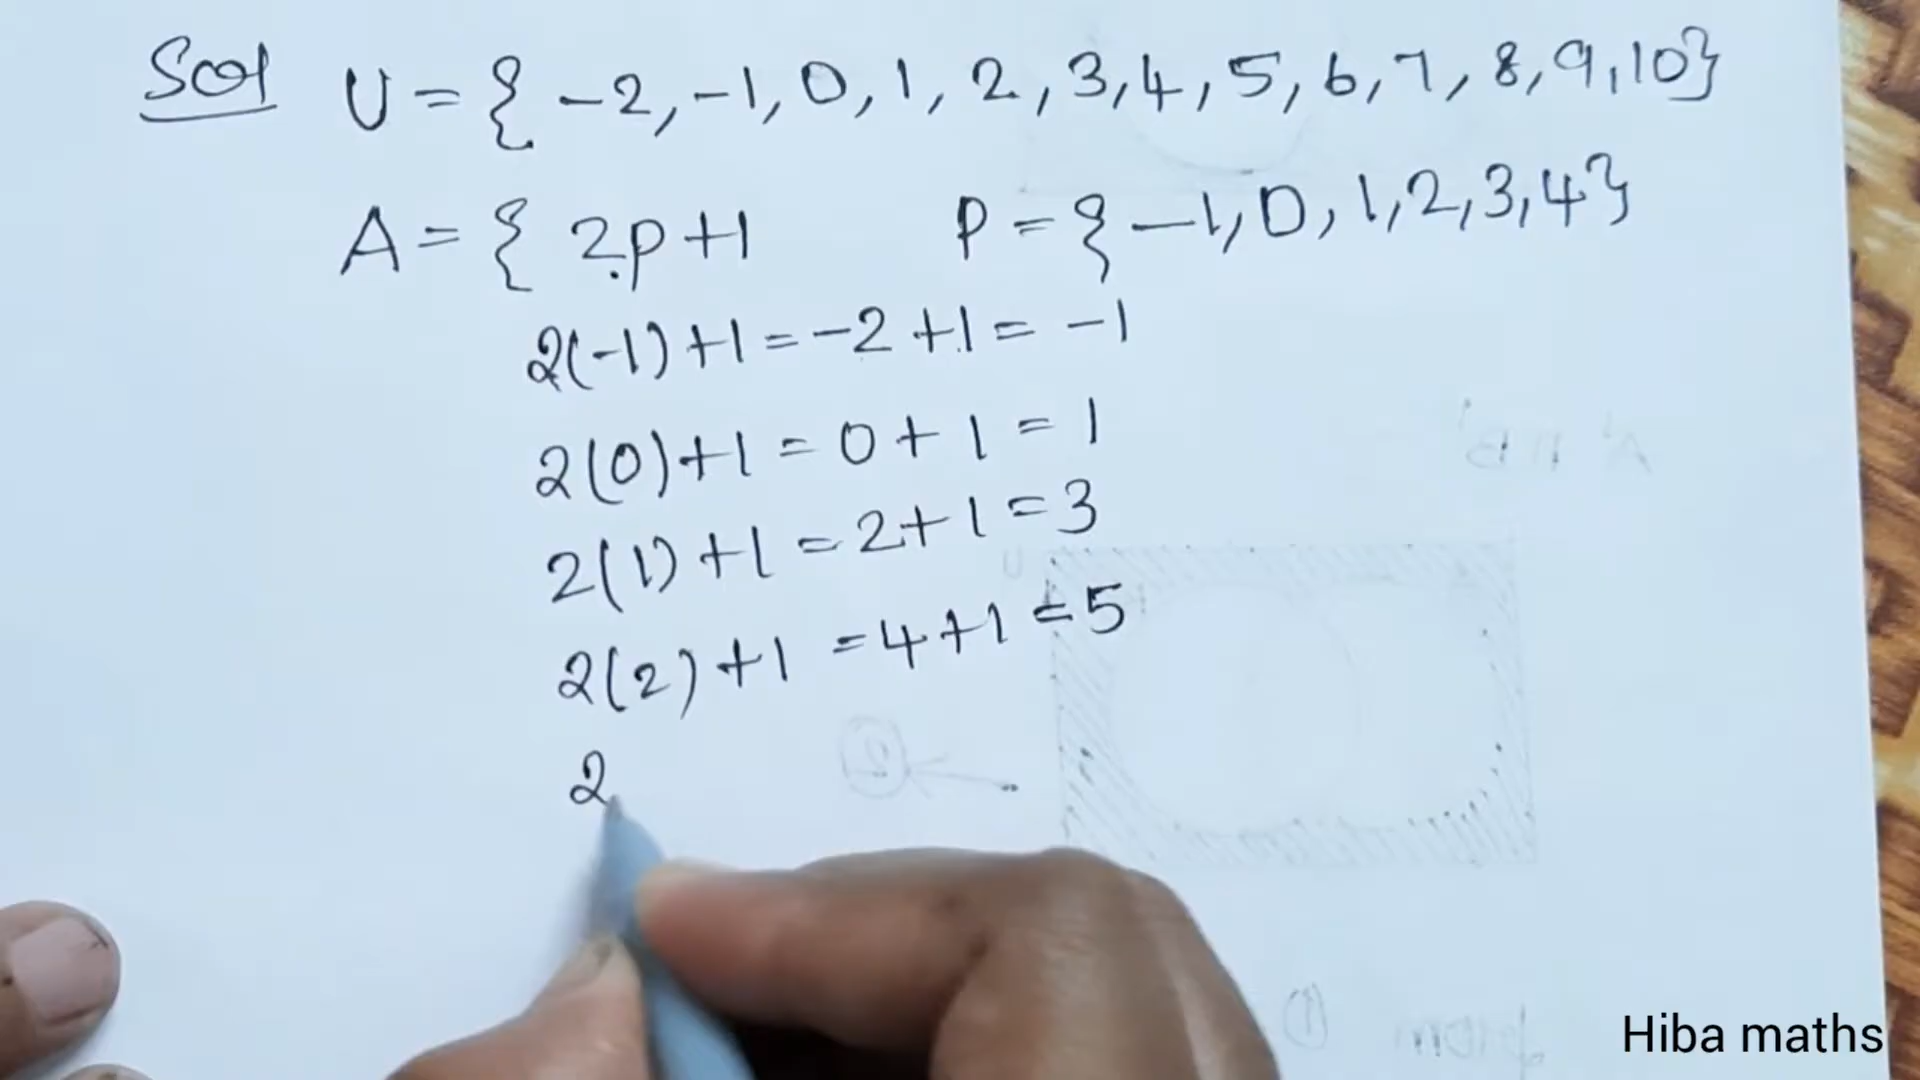 Sol U = { -2, -1, 0, 1, 2, 3, 4, 5, 6, 7, 8, 9, 10}
A = { 2p+1 P = { -1, 0, 1, 2, 3, 4}
2(-1)+1 = -2+1 = -1
2(0)+1 = 0+1 = 1
2(1)+1 = 2+1 = 3
2(2)+1 = 4+1 = 5
2
Hiba maths